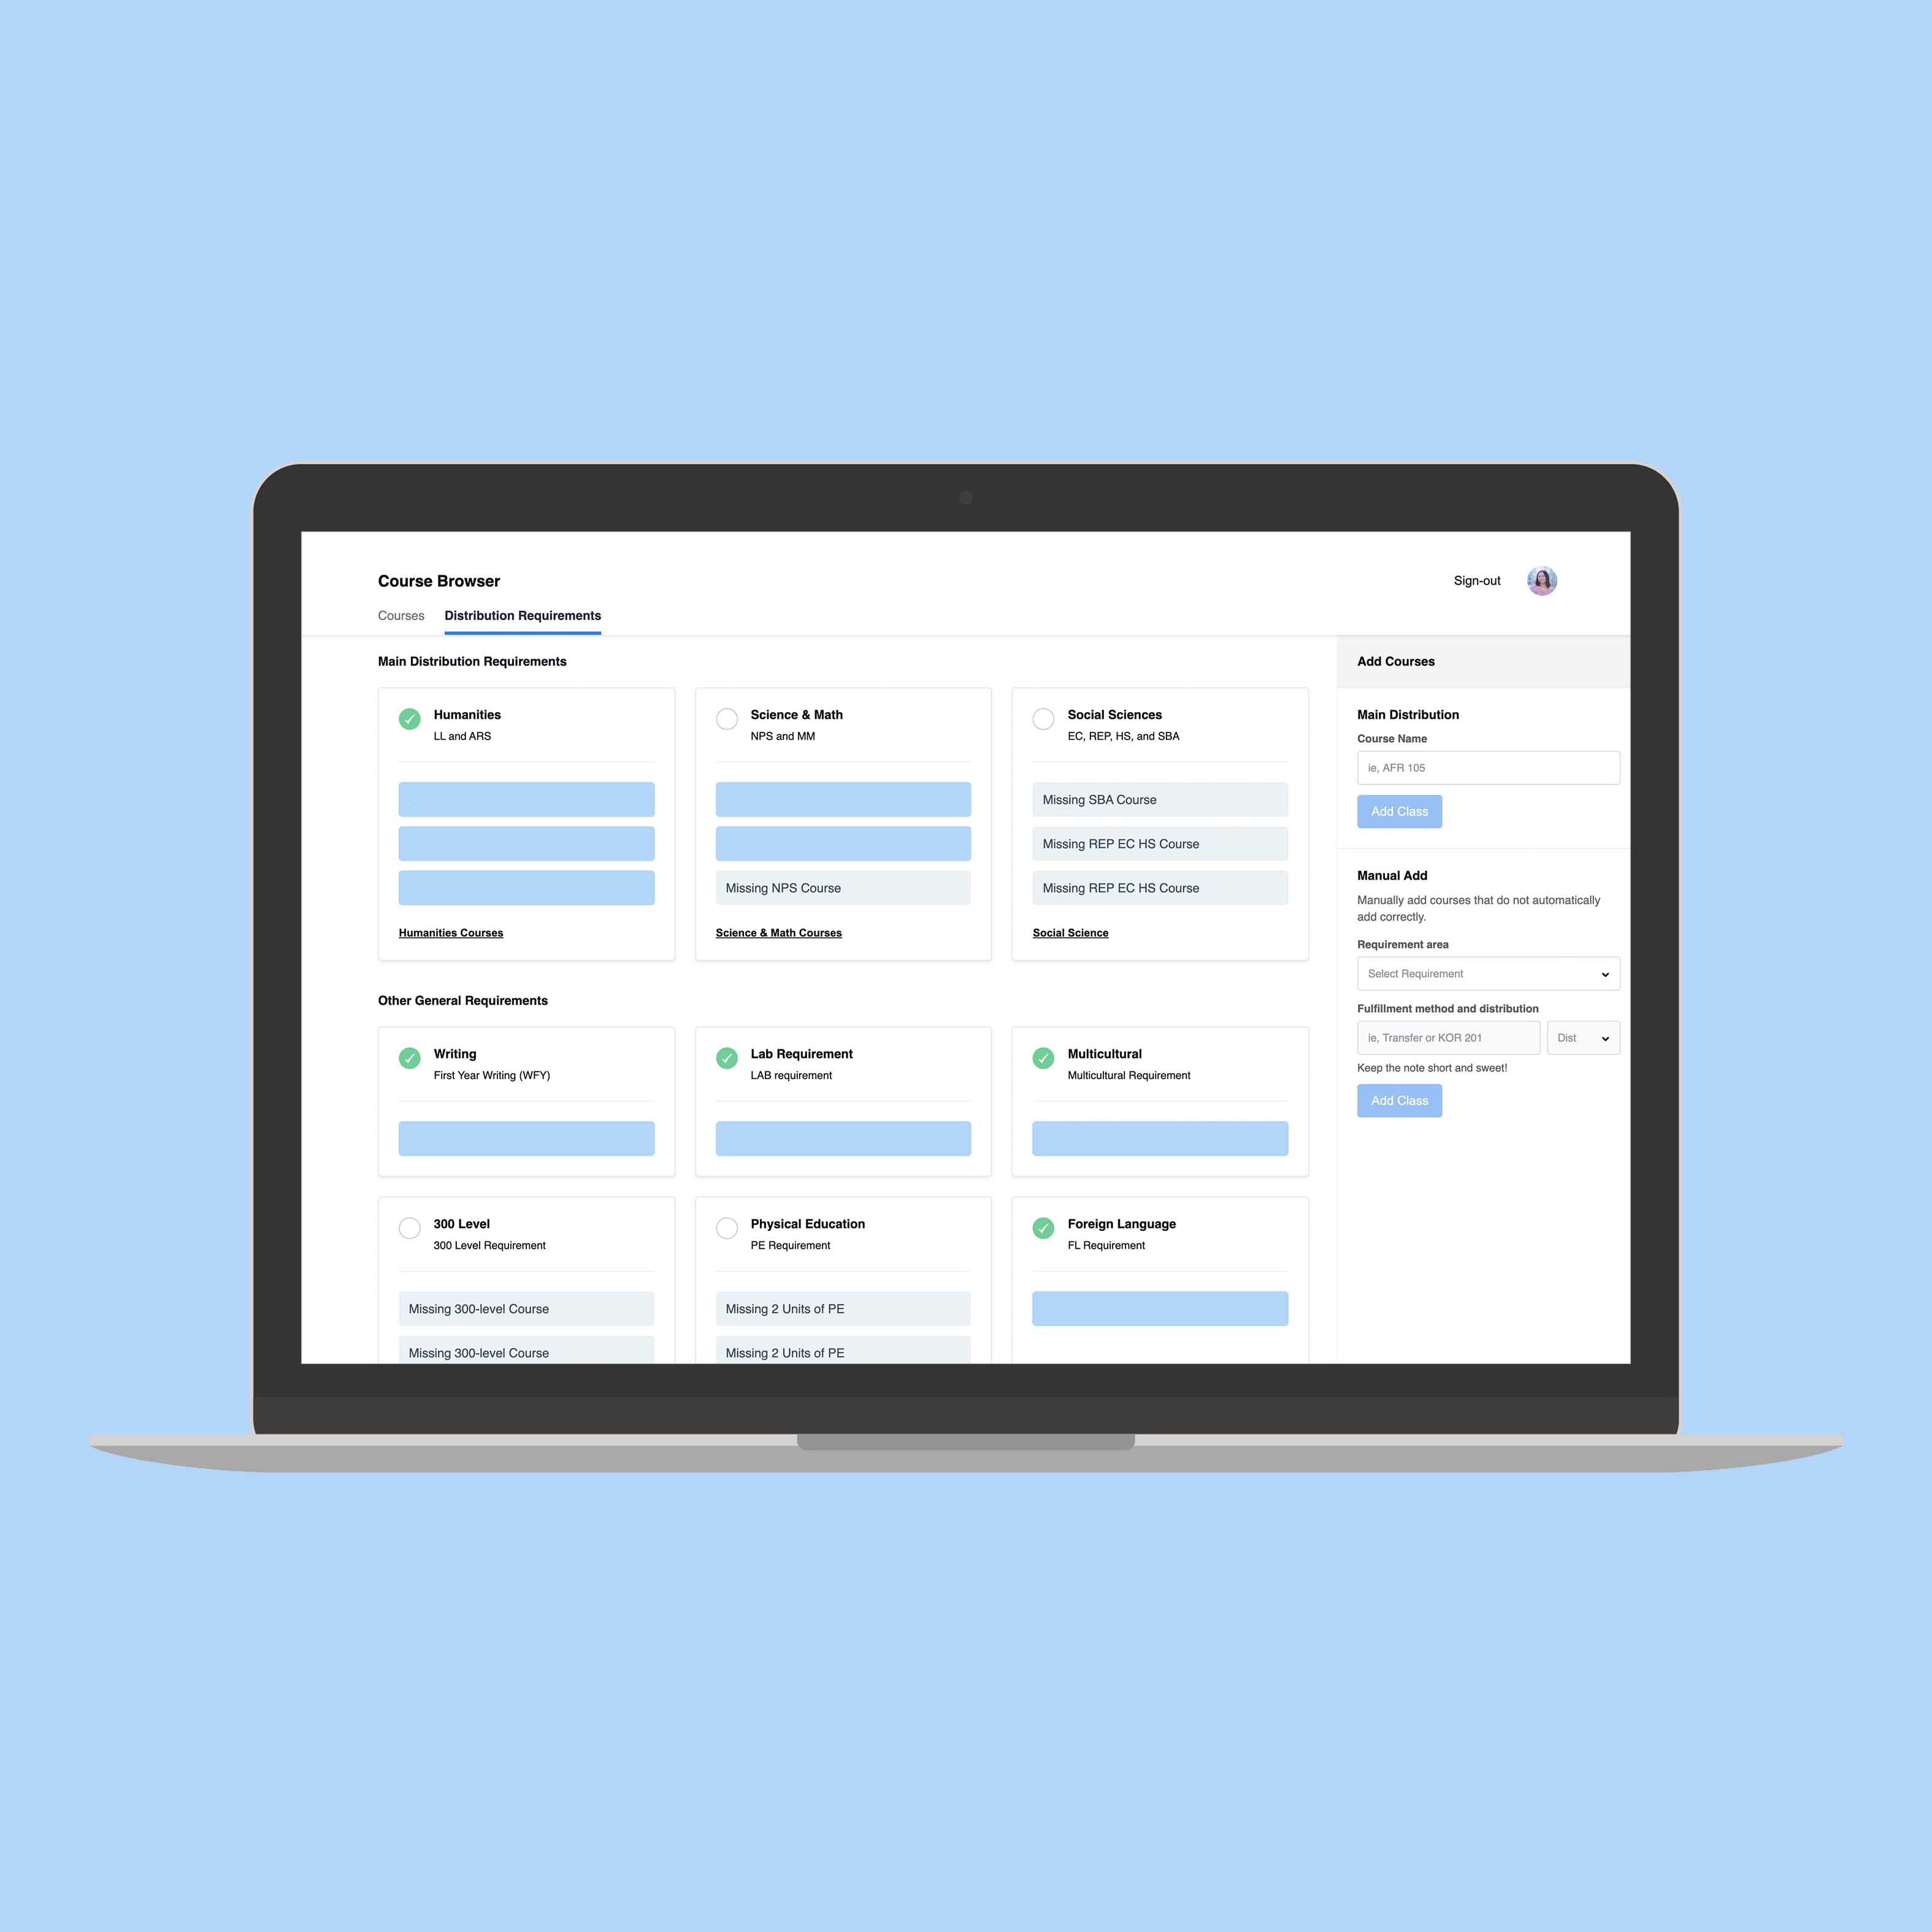 Course Browser
Sign-out
Courses
Distribution Requirements
Main Distribution Requirements
Humanities
LL and ARS
Humanities Courses
Science & Math
NPS and MM
Missing NPS Course
Science & Math Courses
Social Sciences
EC, REP, HS, and SBA
Missing SBA Course
Missing REP EC HS Course
Missing REP EC HS Course
Social Science
Other General Requirements
Writing
First Year Writing (WFY)
Lab Requirement
LAB requirement
Multicultural
Multicultural Requirement
300 Level
300 Level Requirement
Missing 300-level Course
Missing 300-level Course
Physical Education
PE Requirement
Missing 2 Units of PE
Missing 2 Units of PE
Foreign Language
FL Requirement
Add Courses
Main Distribution
Course Name
ie, AFR 105
Add Class
Manual Add
Manually add courses that do not automatically
add correctly.
Requirement area
Select Requirement
Fulfillment method and distribution
ie, Transfer or KOR 201
Dist
Keep the note short and sweet!
Add Class